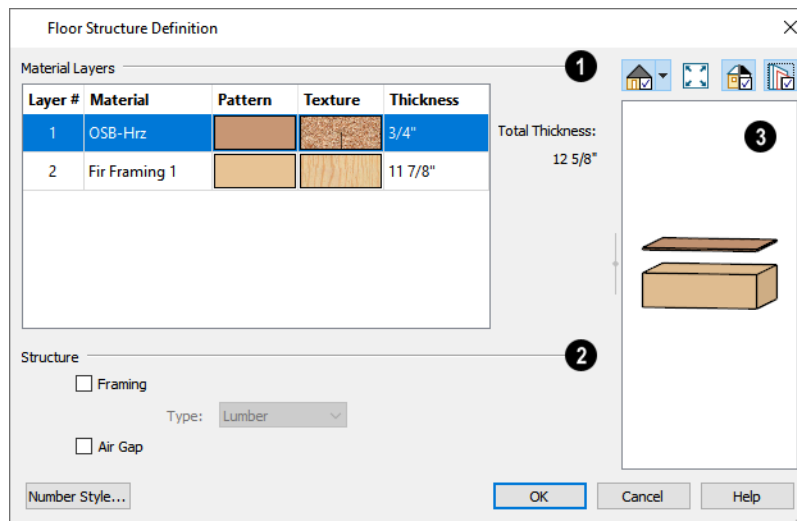 Floor Structure Definition
Material Layers
1
Layer # Material Pattern Texture Thickness
1 OSB-Hrz 3/4"
2 Fir Framing 1 11 7/8"
Total Thickness:
12 5/8"
3
Structure
2
Framing
Type: Lumber
Air Gap
Number Style...
OK Cancel Help